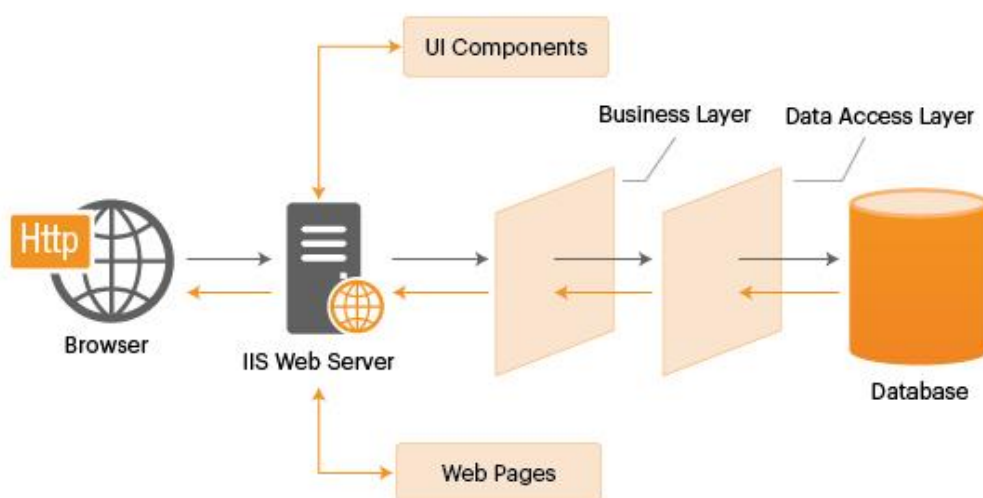 UI Components
Business Layer
Data Access Layer
Http
Browser
IIS Web Server
Database
Web Pages